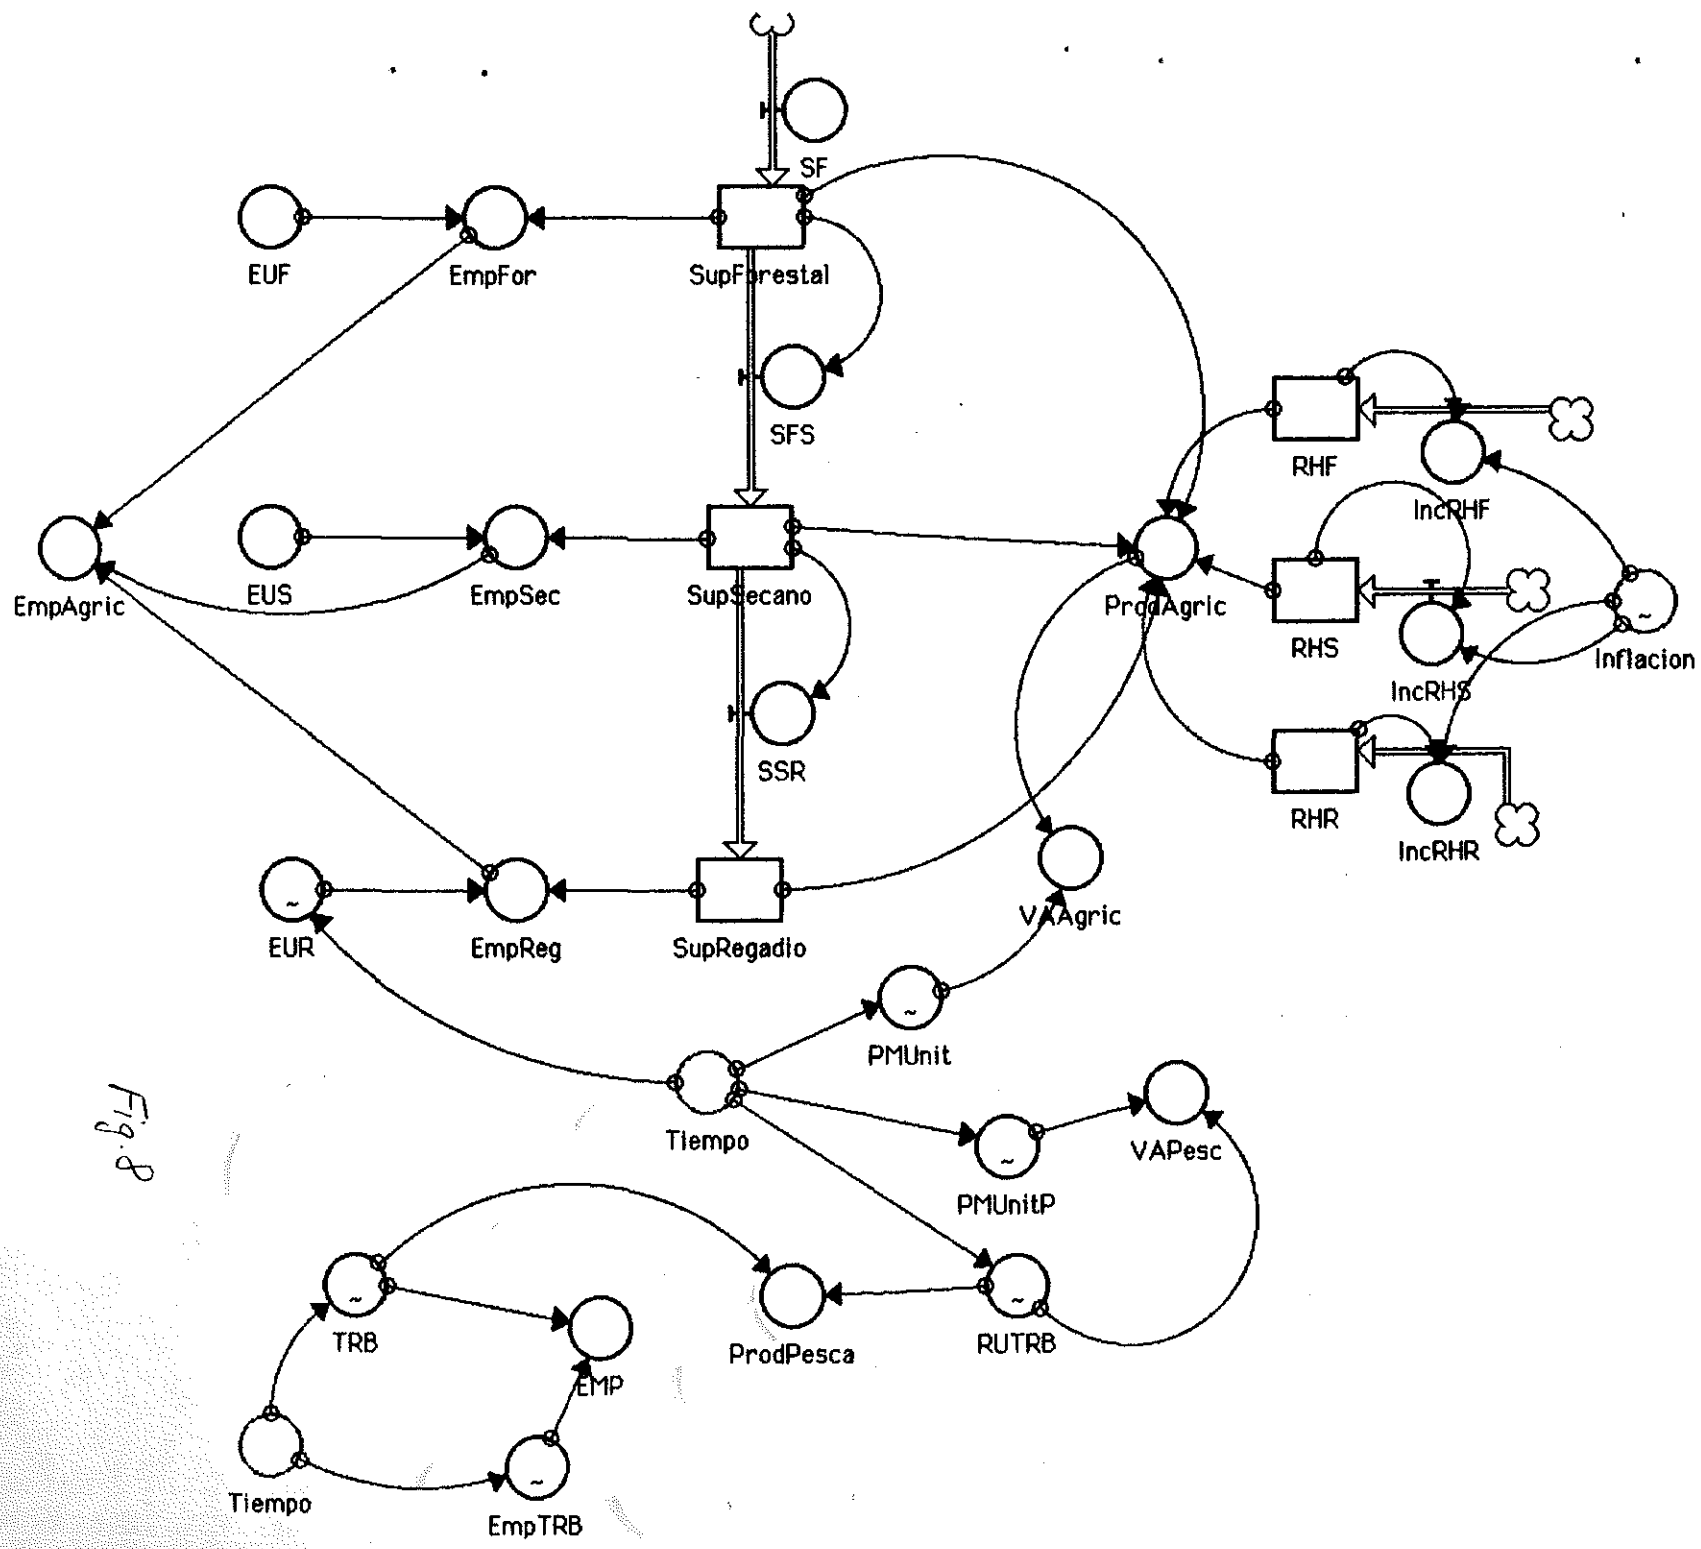 SF
EUF
EmpFor
SupForestal
SFS
RHF
IncRHF
EmpAgric
EUS
EmpSec
SupSecano
ProdAgric
RHS
IncRHS
Inflacion
SSR
RHR
IncRHR
EUR
~
EmpReg
SupRegadio
VAAgric
~
PMUnit
Tiempo
~
PMUnitP
VAPesc
Fig.8
~
TRB
EMP
ProdPesca
~
RUTRB
Tiempo
~
EmpTRB
~